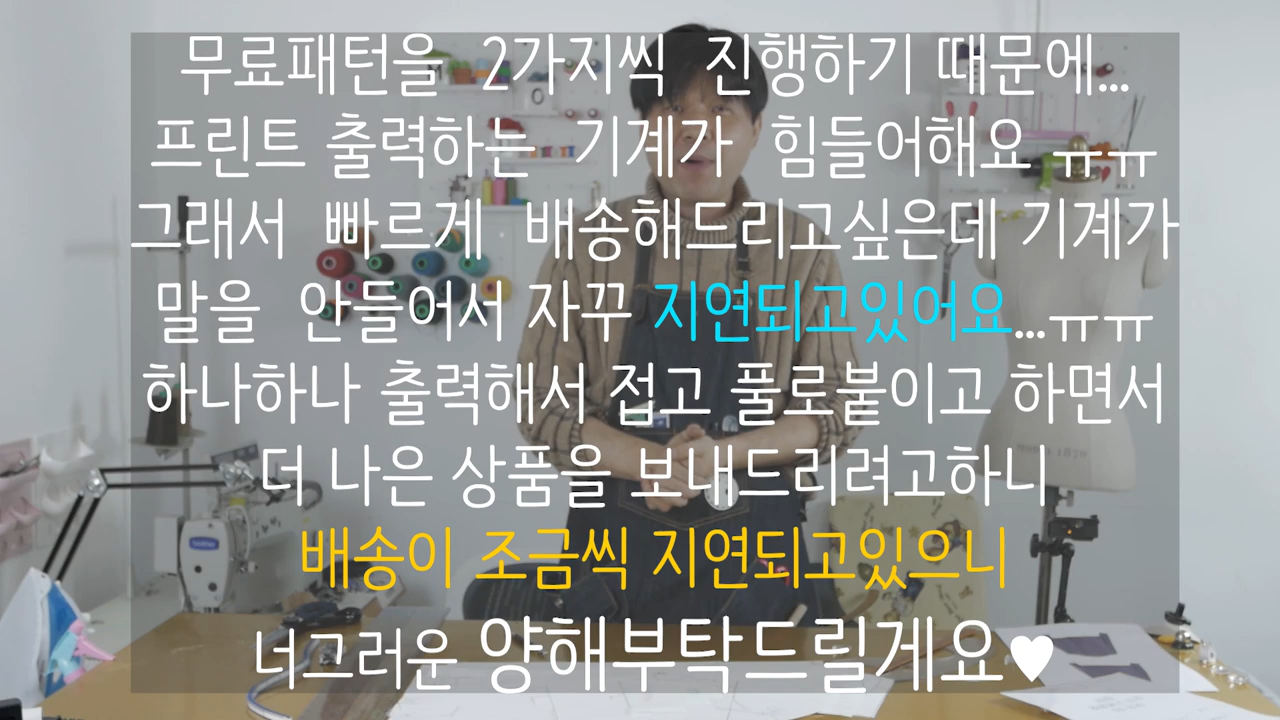 무료패턴을 2가지씩 진행하기 때문에...
프린트 출력하는 기계가 힘들어해요 ㅠㅠ
그래서 빠르게 배송해드리고싶은데 기계가
말을 안들어서 자꾸 지연되고있어요...ㅠㅠ
하나하나 출력해서 접고 풀로붙이고 하면서
더 나은 상품을 보내드리려고하니
배송이 조금씩 지연되고있으니
너그러운 양해부탁드릴게요♥
brother